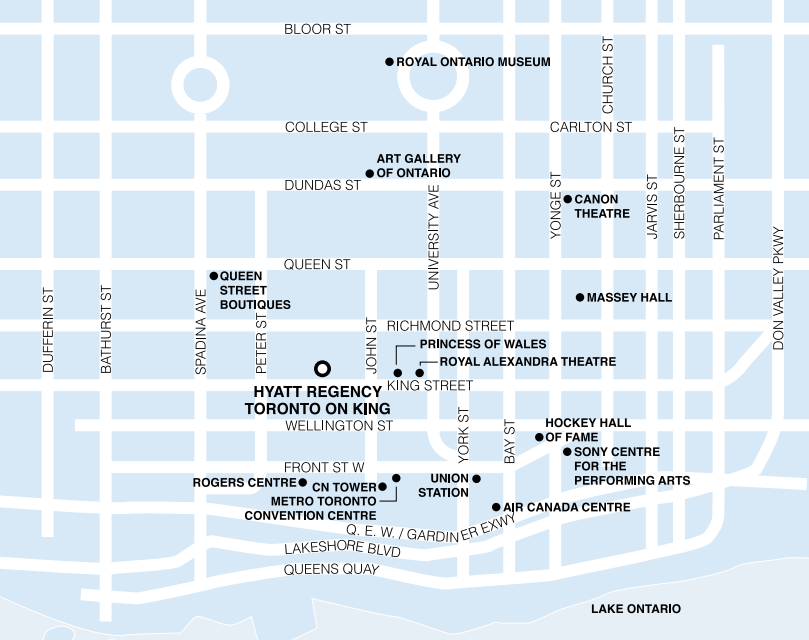 BLOOR ST
ROYAL ONTARIO MUSEUM
CHURCH ST
COLLEGE ST
CARLTON ST
ART GALLERY
OF ONTARIO
DUNDAS ST
UNIVERSITY AVE
YONGE ST
CANON
THEATRE
JARVIS ST
SHERBOURNE ST
PARLIAMENT ST
DON VALLEY PKWY
QUEEN ST
QUEEN
STREET
BOUTIQUES
MASSEY HALL
DUFFERIN ST
BATHURST ST
SPADINA AVE
PETER ST
JOHN ST
RICHMOND STREET
PRINCESS OF WALES
ROYAL ALEXANDRA THEATRE
KING STREET
HYATT REGENCY
TORONTO ON KING
WELLINGTON ST
YORK ST
BAY ST
HOCKEY HALL
OF FAME
SONY CENTRE
FOR THE
PERFORMING ARTS
FRONT ST W
ROGERS CENTRE
CN TOWER
METRO TORONTO
CONVENTION CENTRE
UNION
STATION
AIR CANADA CENTRE
Q. E. W. / GARDINER EXWY
LAKESHORE BLVD
QUEENS QUAY
LAKE ONTARIO